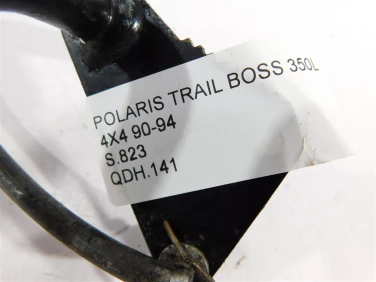 POLARIS TRAIL BOSS 350L
4X4 90-94
S.823
QDH.141